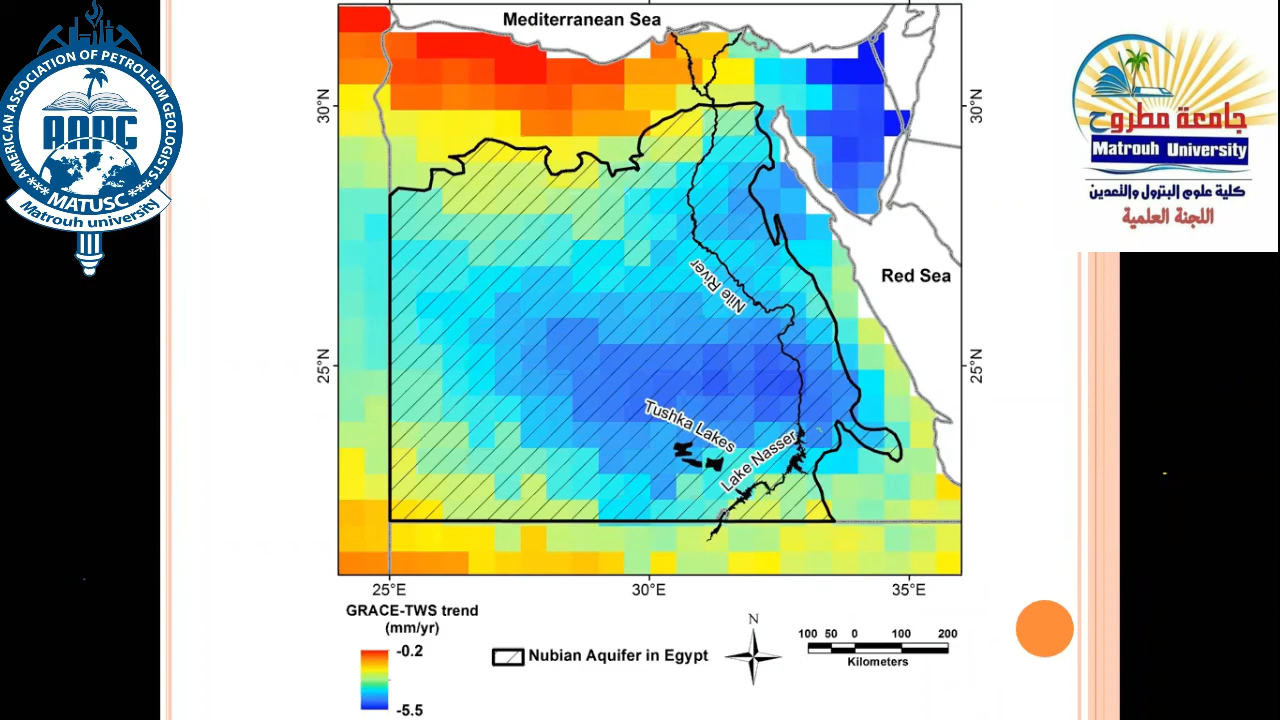 AMERICAN ASSOCIATION OF PETROLEUM GEOLOGISTS
AAPG
*** MATUSC ***
Matrouh university
Mediterranean Sea
30°N
30°N
Red Sea
Nile River
25°N
25°N
Tushka Lakes
Lake Nasser
25°E
30°E
35°E
GRACE-TWS trend
(mm/yr)
-0.2
-5.5
Nubian Aquifer in Egypt
N
100 50 0 100 200
Kilometers
جامعة مطروح
Matrouh University
كلية علوم البترول والتعدين
اللجنة العلمية